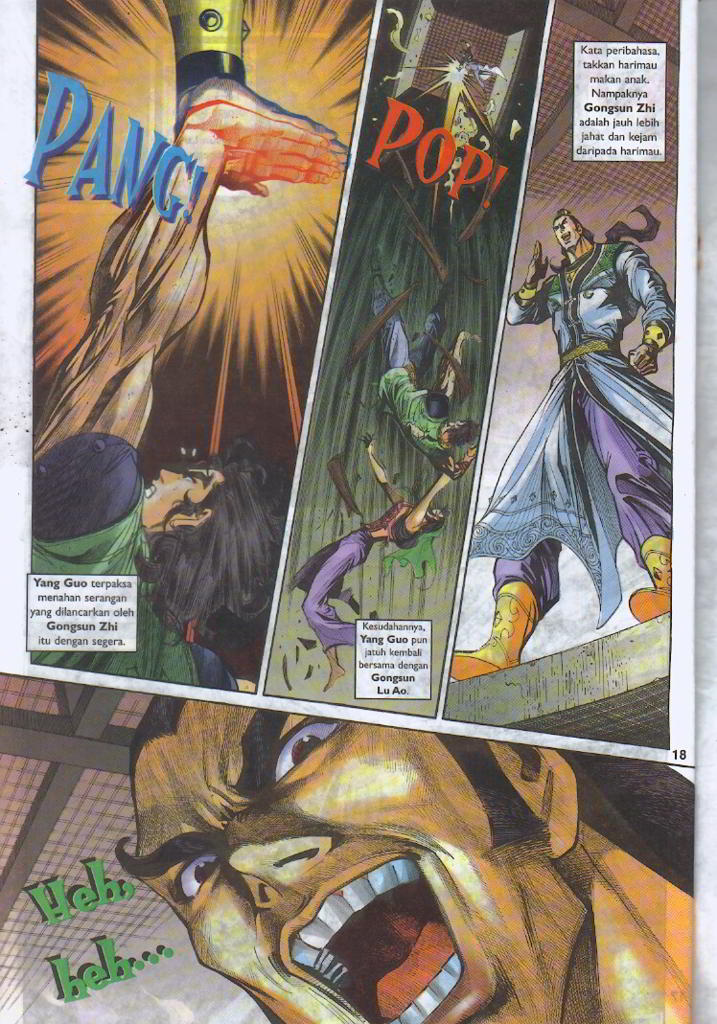 PANG!
Yang Guo terpaksa
menahan serangan
yang dilancarkan oleh
Gongsun Zhi
itu dengan segera.
POP!
Kesudahannya,
Yang Guo pun
jatuh kembali
bersama dengan
Gongsun
Lu Ao.
Kata peribahasa,
takkan harimau
makan anak.
Nampaknya
Gongsun Zhi
adalah jauh lebih
jahat dan kejam
daripada harimau.
18
Heh,
heh...